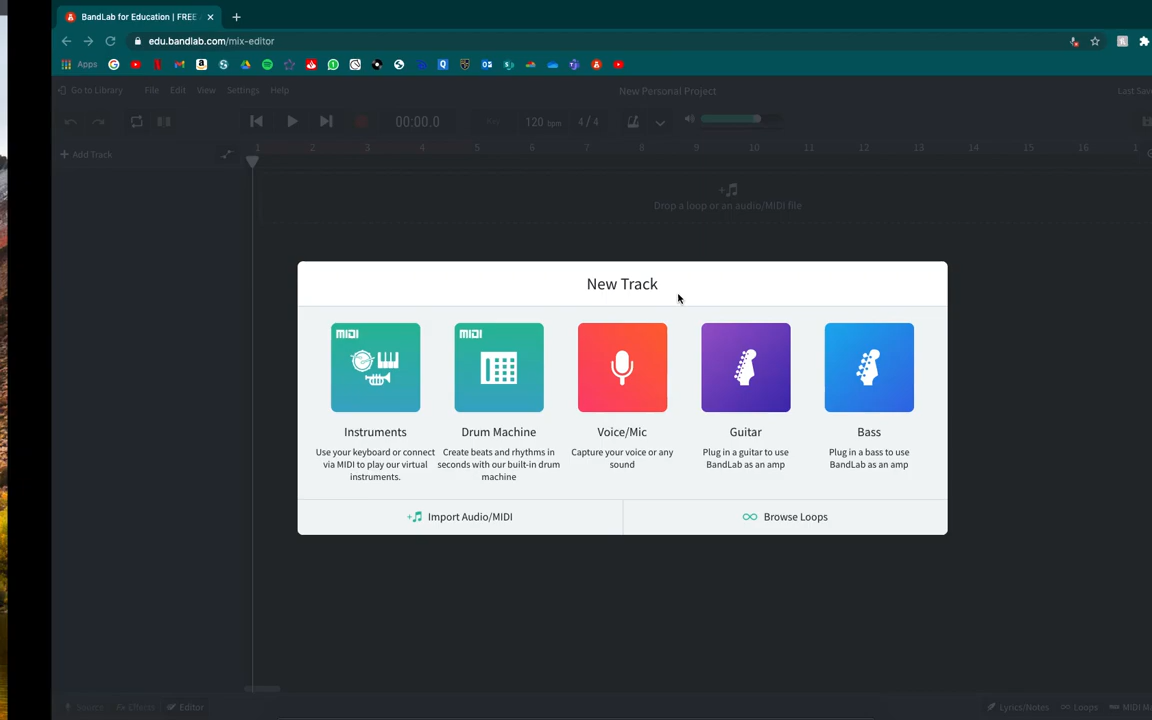 BandLab for Education | FREE
edu.bandlab.com/mix-editor
Apps
Go to Library File Edit View Settings Help New Personal Project Last Save
00:00.0 120 bpm 4 / 4
Add Track 1 2 3 4 5 6 7 8 9 10 11 12 13 14 15 16 1
Drop a loop or an audio/MIDI file
New Track
MIDI MIDI
Instruments
Use your keyboard or connect
via MIDI to play our virtual
instruments.
Drum Machine
Create beats and rhythms in
seconds with our built-in drum
machine
Voice/Mic
Capture your voice or any
sound
Guitar
Plug in a guitar to use
BandLab as an amp
Bass
Plug in a bass to use
BandLab as an amp
Import Audio/MIDI Browse Loops
Source Effects Editor Lyrics/Notes Loops MIDI